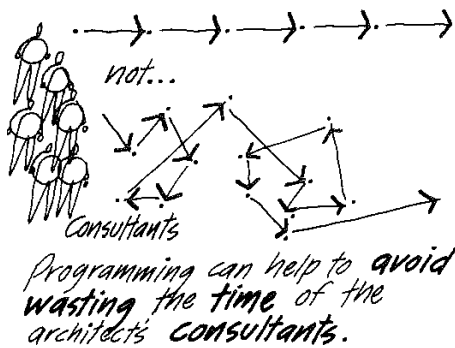 not...
Consultants
Programming can help to avoid
wasting the time of the
architect's consultants.